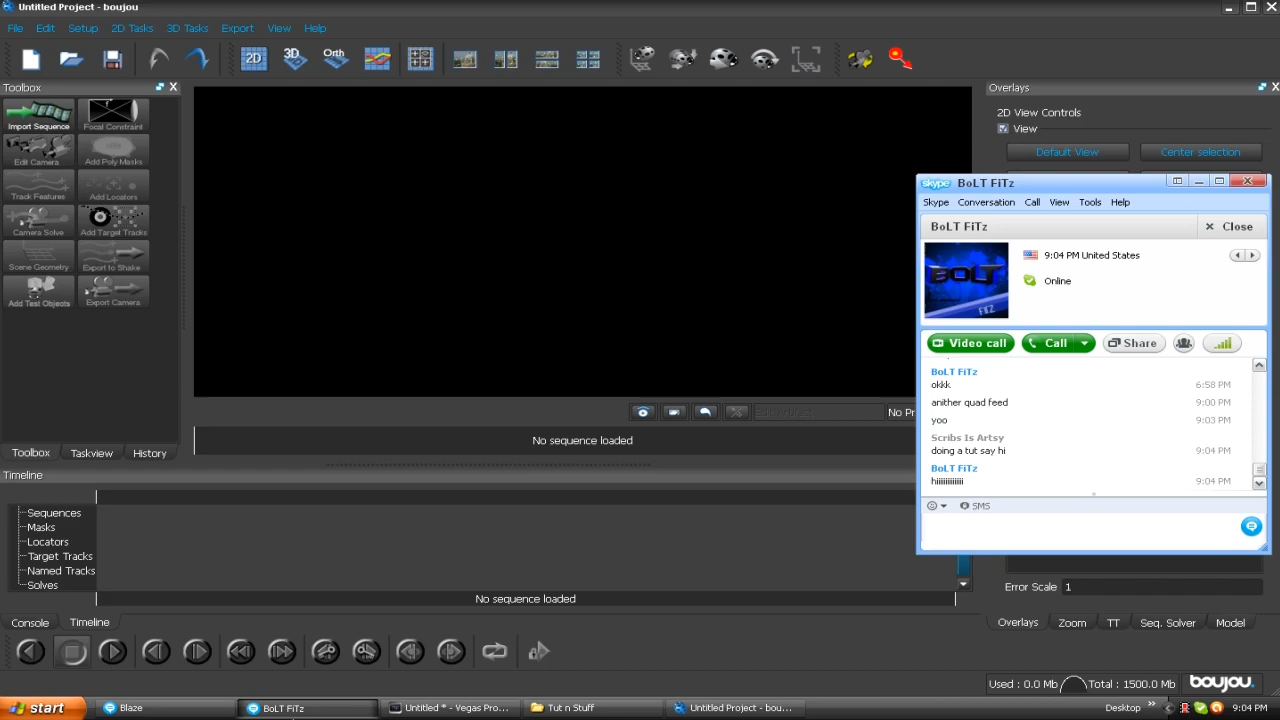 Untitled Project - boujou
File Edit Setup 2D Tasks 3D Tasks Export View Help
2D 3D Orth
Toolbox
Import Sequence Focal Constraint
Edit Camera Add Poly Masks
Track Features Add Locators
Camera Solve Add Target Tracks
Scene Geometry Export to Shake
Add Test Objects Export Camera
Toolbox Taskview History
Overlays
2D View Controls
View
Default View Center selection
skype BoLT FiTz
Skype Conversation Call View Tools Help
BoLT FiTz Close
BOLT
FITZ
9:04 PM United States
Online
Video call Call Share
BoLT FiTz
okkk 6:58 PM
anither quad feed 9:00 PM
yoo 9:03 PM
Scribs Is Artsy
doing a tut say hi 9:04 PM
BoLT FiTz
hiiiiiiiiiiiii 9:04 PM
SMS
No Pr
No sequence loaded
Timeline
Sequences
Masks
Locators
Target Tracks
Named Tracks
Solves
No sequence loaded
Error Scale 1
Console Timeline
Overlays Zoom TT Seq. Solver Model
Used : 0.0 Mb Total : 1500.0 Mb boujou.
start Blaze BoLT FiTz Untitled * - Vegas Pro... Tut n Stuff Untitled Project - bou... Desktop 9:04 PM